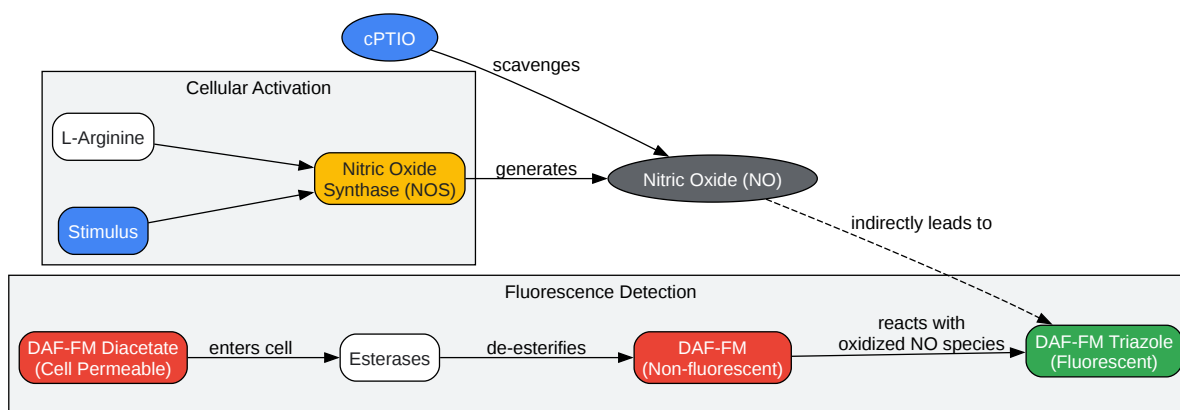 cPTIO
scavenges
Cellular Activation
L-Arginine
Stimulus
Nitric Oxide
Synthase (NOS)
generates
Nitric Oxide (NO)
indirectly leads to
Fluorescence Detection
DAF-FM Diacetate
(Cell Permeable)
enters cell
Esterases
de-esterifies
DAF-FM
(Non-fluorescent)
reacts with
oxidized NO species
DAF-FM Triazole
(Fluorescent)